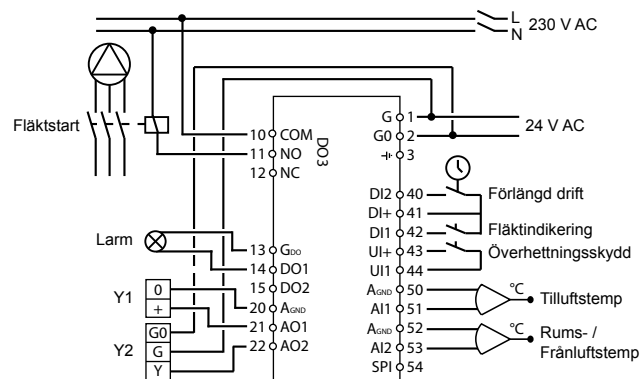 L
N
230 V AC
Fläktstart
G 1
G0 2
3
24 V AC
10 COM
11 NO
12 NC
DO3
DI2 40
DI+ 41
DI1 42
UI+ 43
UI1 44
Förlängd drift
Fläktindikering
Överhettningsskydd
Larm
13 GDO
14 DO1
15 DO2
20 AGND
21 AO1
22 AO2
Y1
0
+
Y2
G0
G
Y
AGND 50
AI1 51
°C
Tilluftstemp
AGND 52
AI2 53
SPI 54
°C
Rums- /
Frånluftstemp